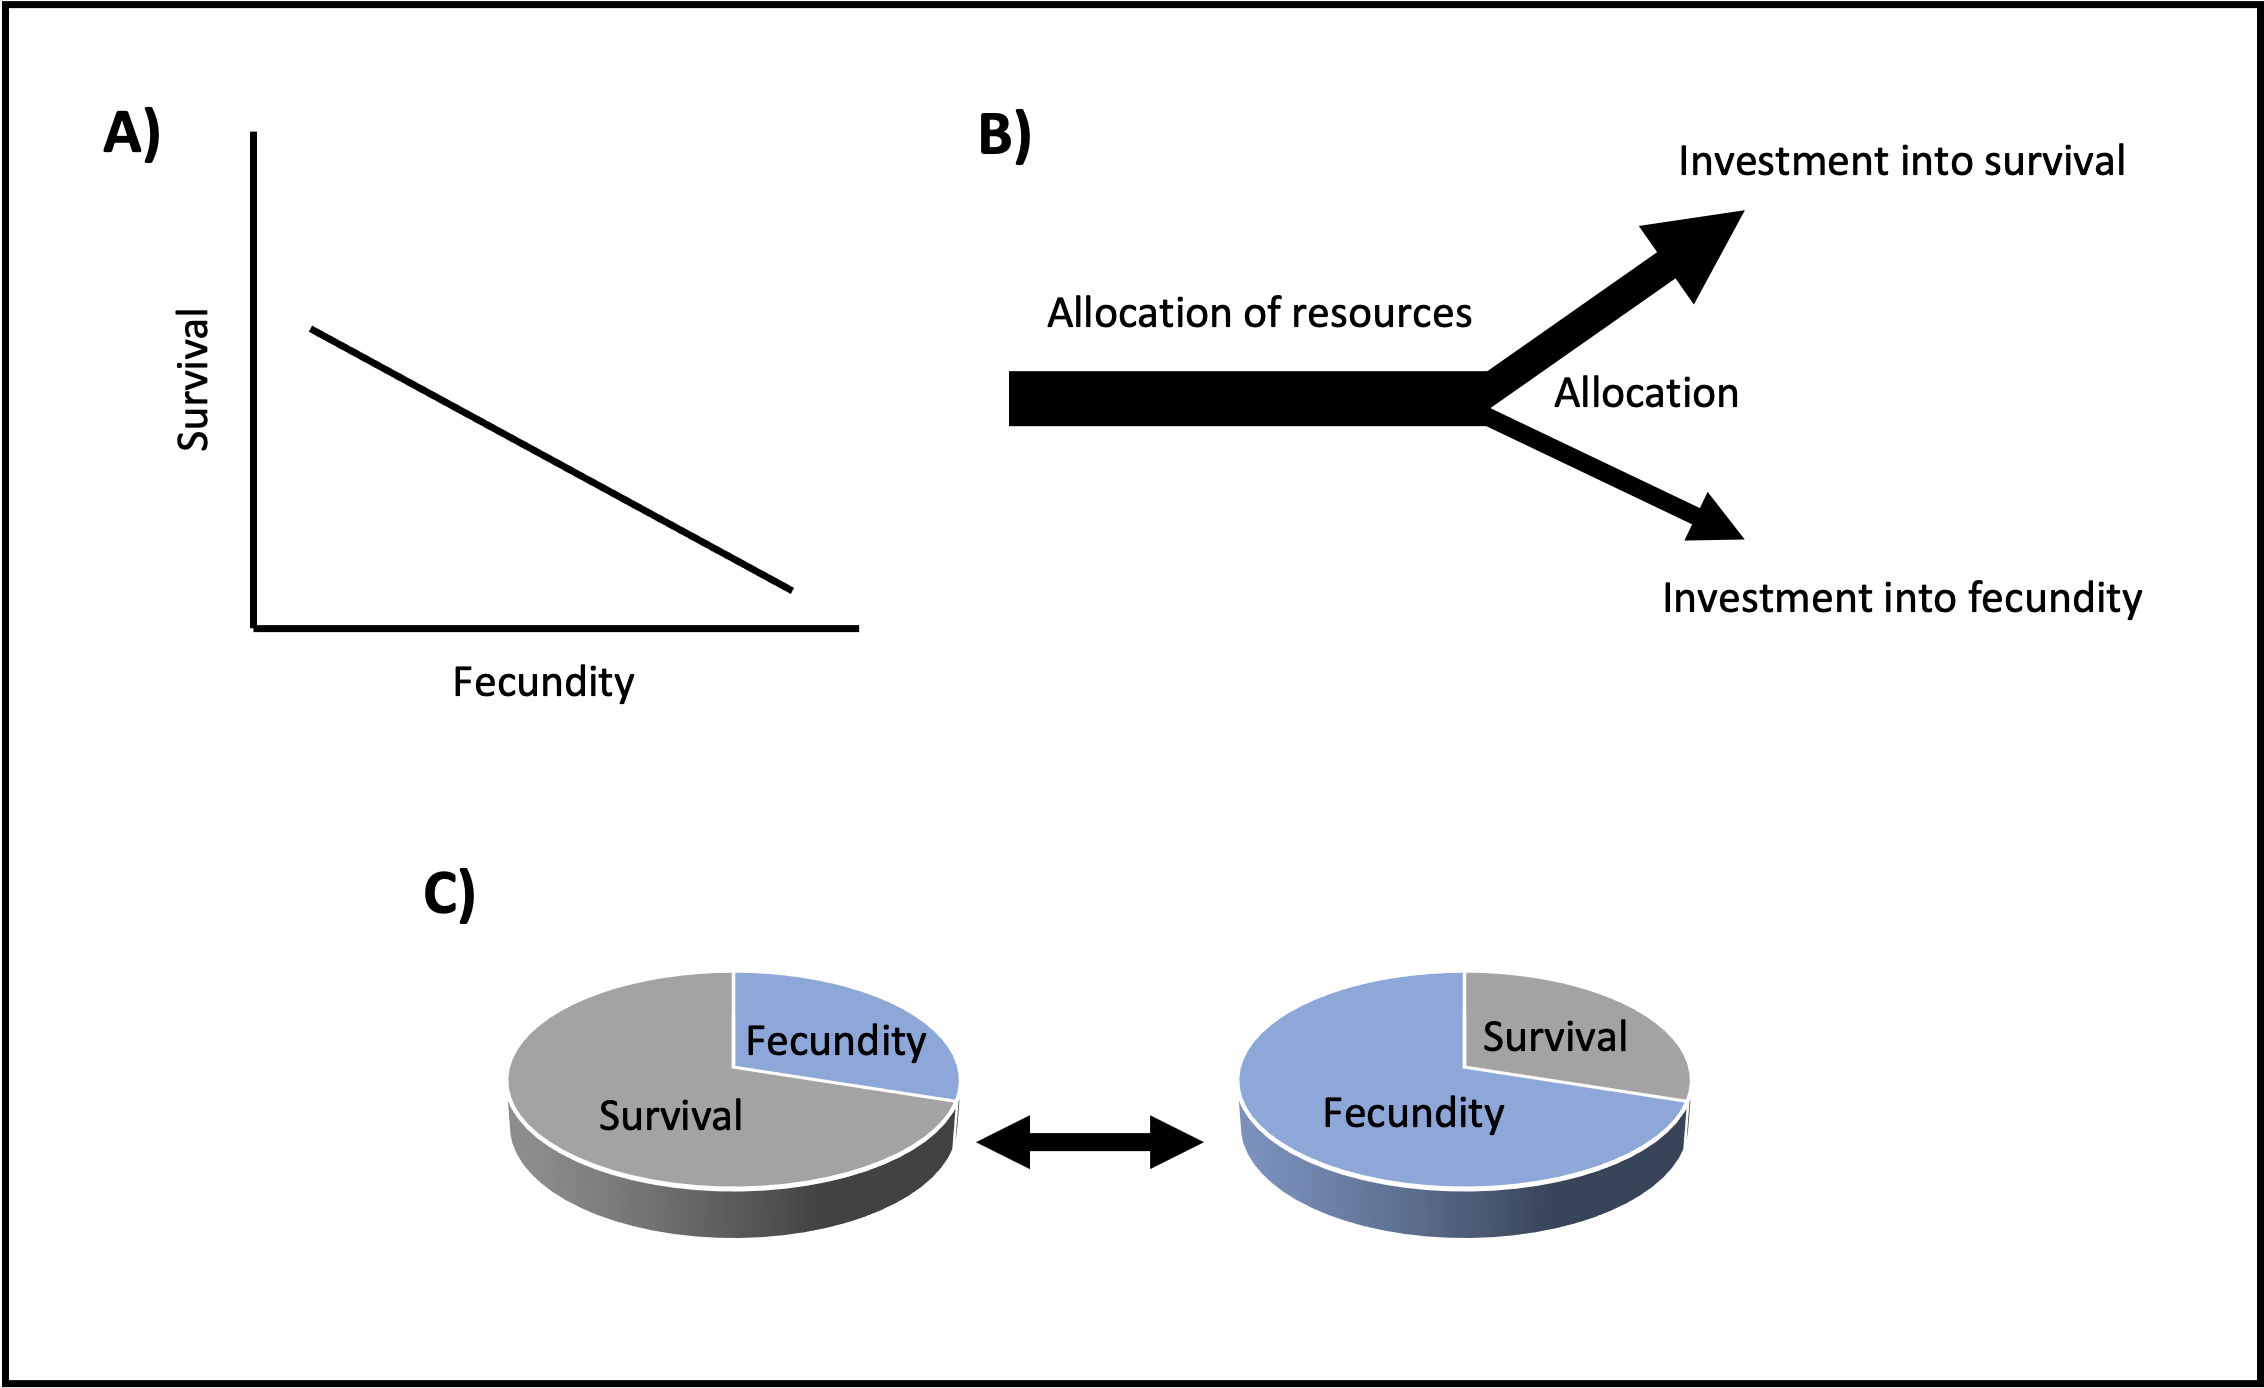 A)
Survival
Fecundity
B)
Investment into survival
Allocation of resources
Allocation
Investment into fecundity
C)
Fecundity
Survival
Survival
Fecundity